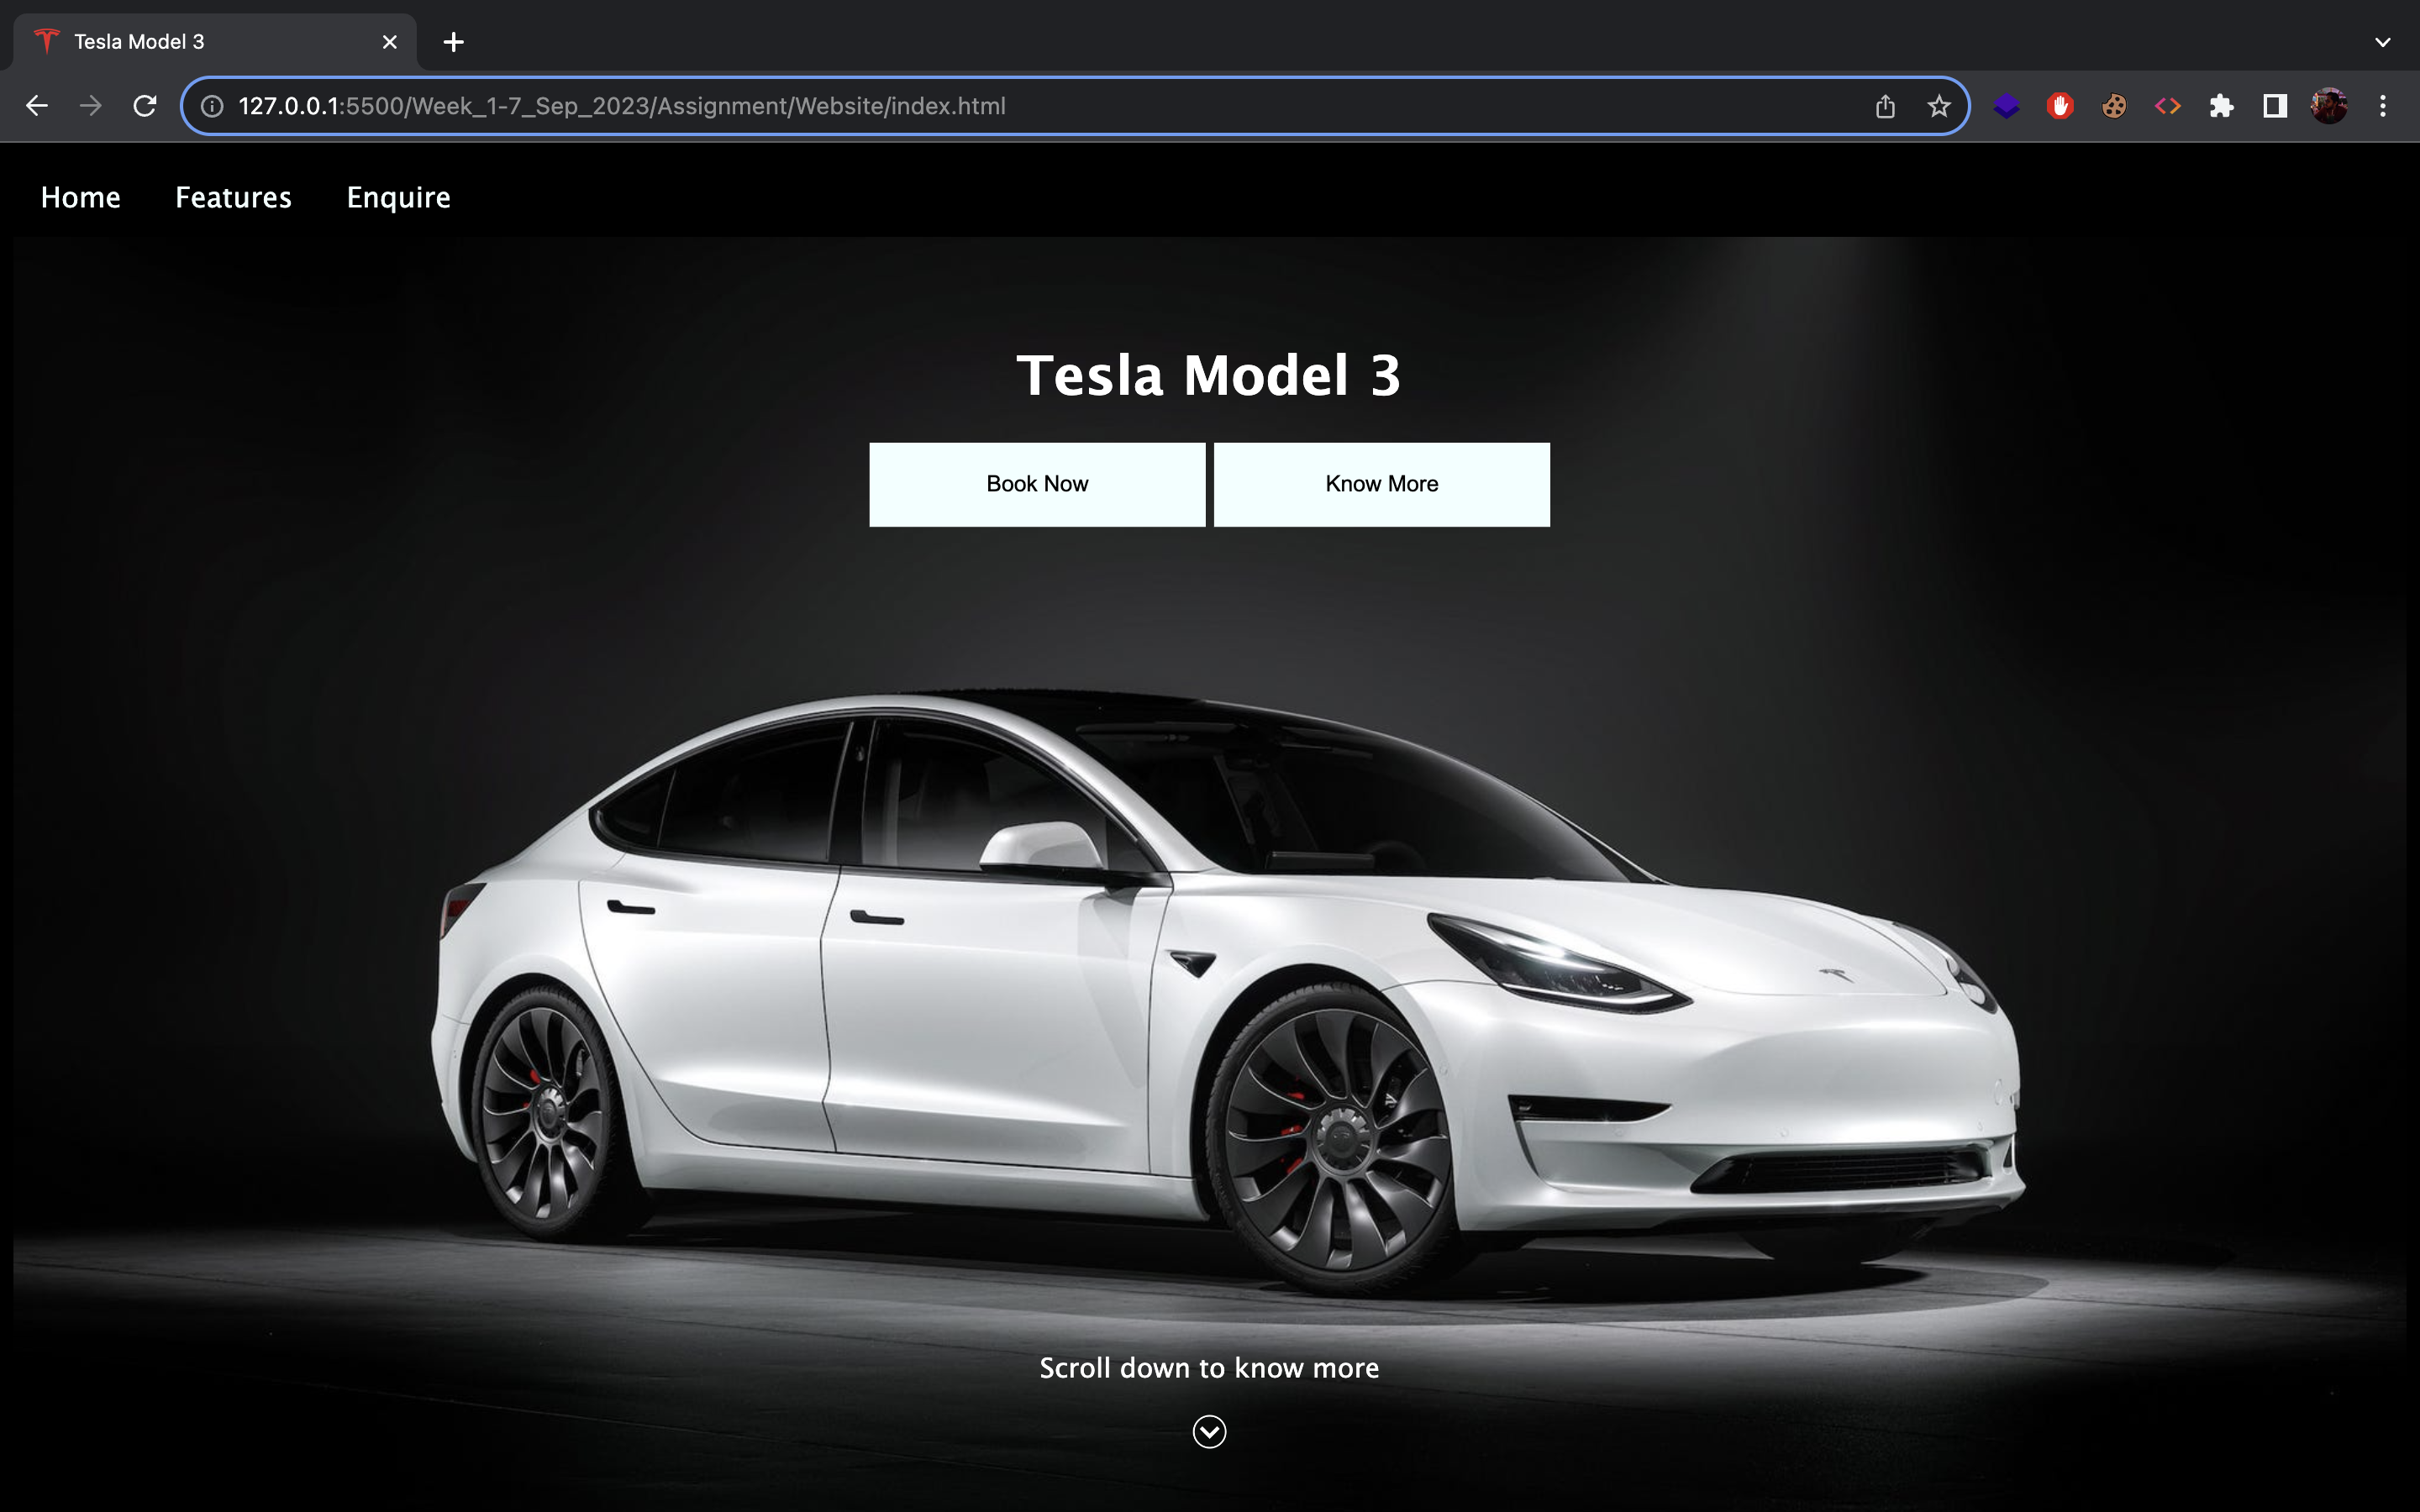 Tesla Model 3
127.0.0.1:5500/Week_1-7_Sep_2023/Assignment/Website/index.html
Home Features Enquire
Tesla Model 3
Book Now Know More
Scroll down to know more